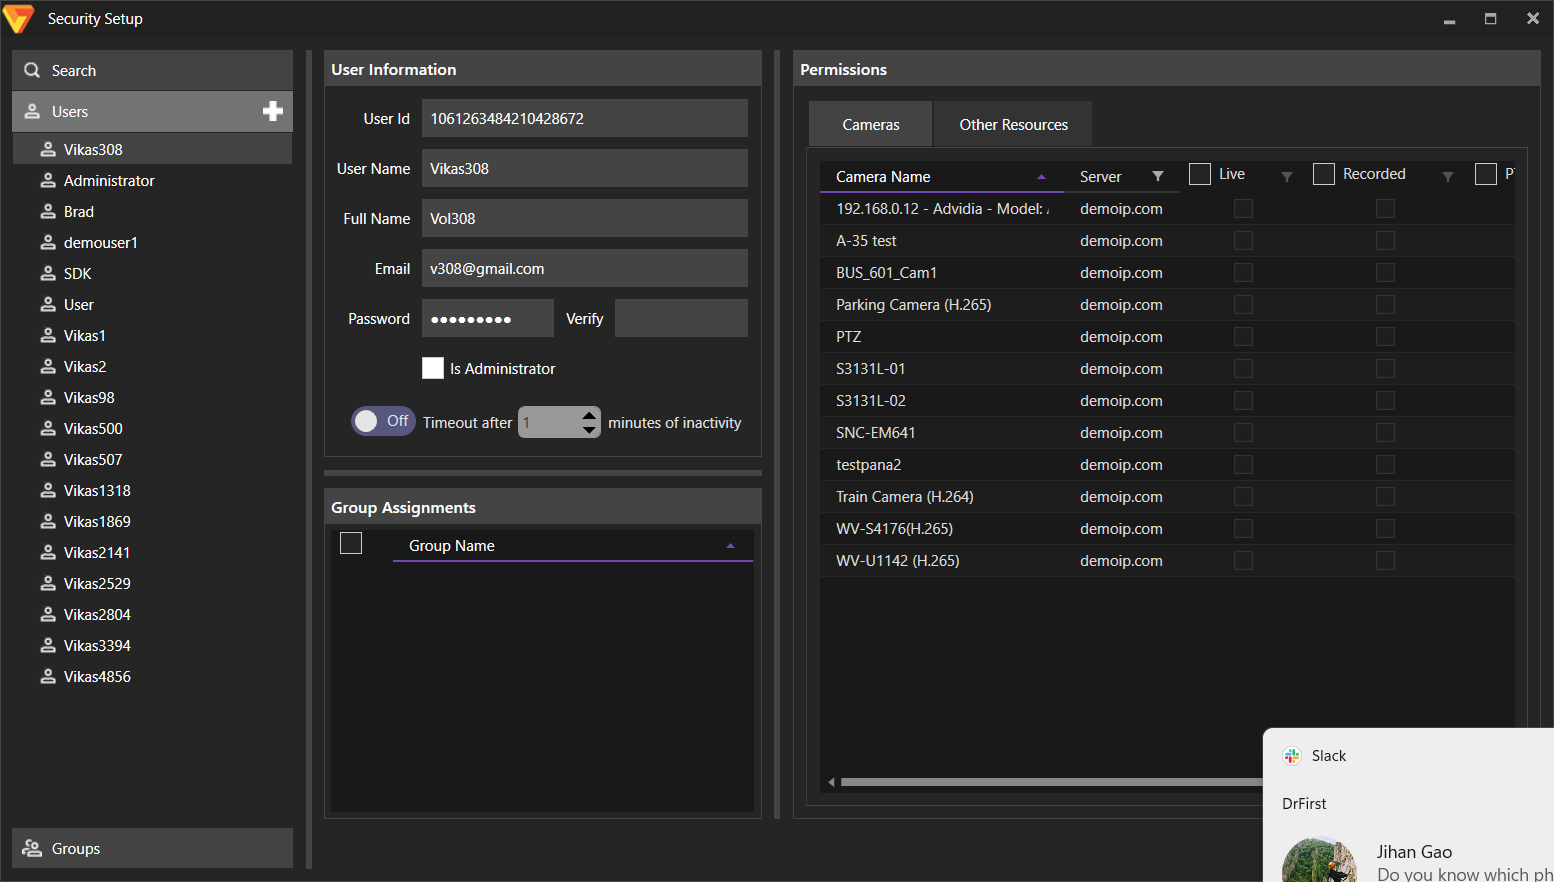 Security Setup
Search
Users
Vikas308
Administrator
Brad
demouser1
SDK
User
Vikas1
Vikas2
Vikas98
Vikas500
Vikas507
Vikas1318
Vikas1869
Vikas2141
Vikas2529
Vikas2804
Vikas3394
Vikas4856
Groups
User Information
User Id 1061263484210428672
User Name Vikas308
Full Name Vol308
Email v308@gmail.com
Password ●●●●●●●●● Verify
Is Administrator
Off Timeout after 1 minutes of inactivity
Group Assignments
Group Name
Permissions
Cameras Other Resources
Camera Name Server Live Recorded
192.168.0.12 - Advidia - Model: demoip.com
A-35 test demoip.com
BUS_601_Cam1 demoip.com
Parking Camera (H.265) demoip.com
PTZ demoip.com
S3131L-01 demoip.com
S3131L-02 demoip.com
SNC-EM641 demoip.com
testpana2 demoip.com
Train Camera (H.264) demoip.com
WV-S4176(H.265) demoip.com
WV-U1142 (H.265) demoip.com
Slack
DrFirst
Jihan Gao
Do you know which ph